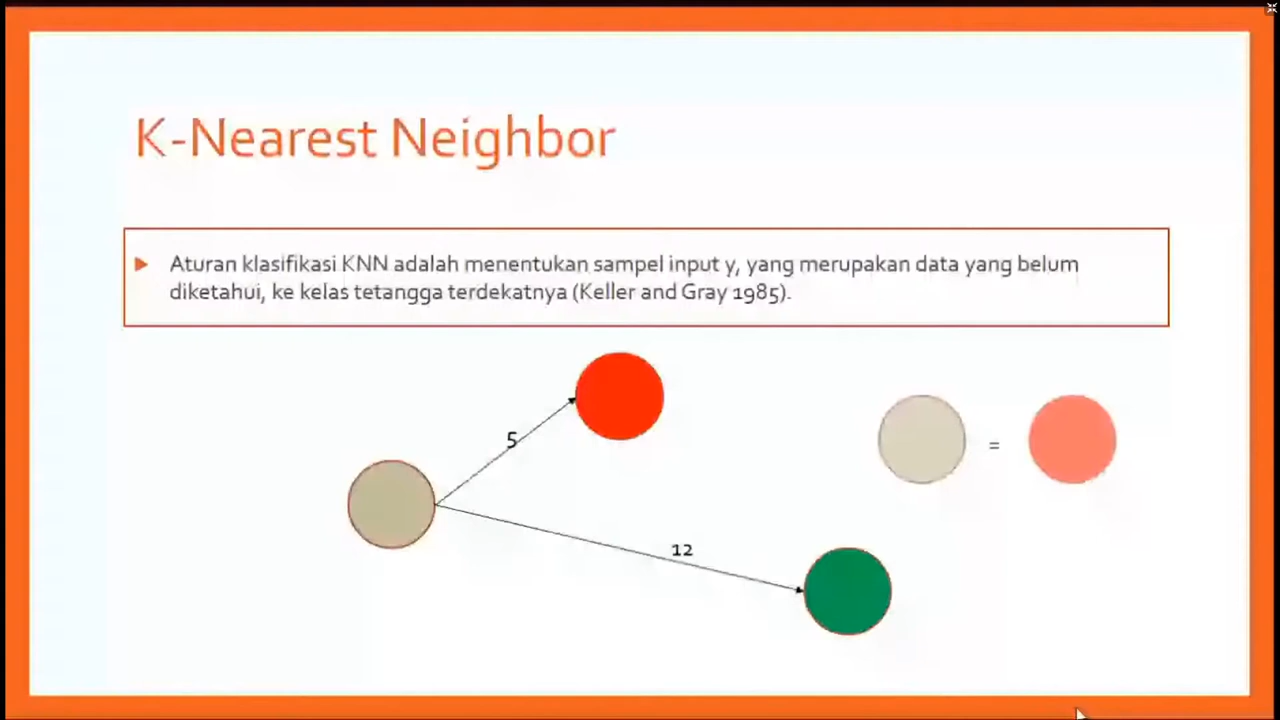 K-Nearest Neighbor
Aturan klasifikasi KNN adalah menentukan sampel input y, yang merupakan data yang belum
diketahui, ke kelas tetangga terdekatnya (Keller and Gray 1985).
5
=
12